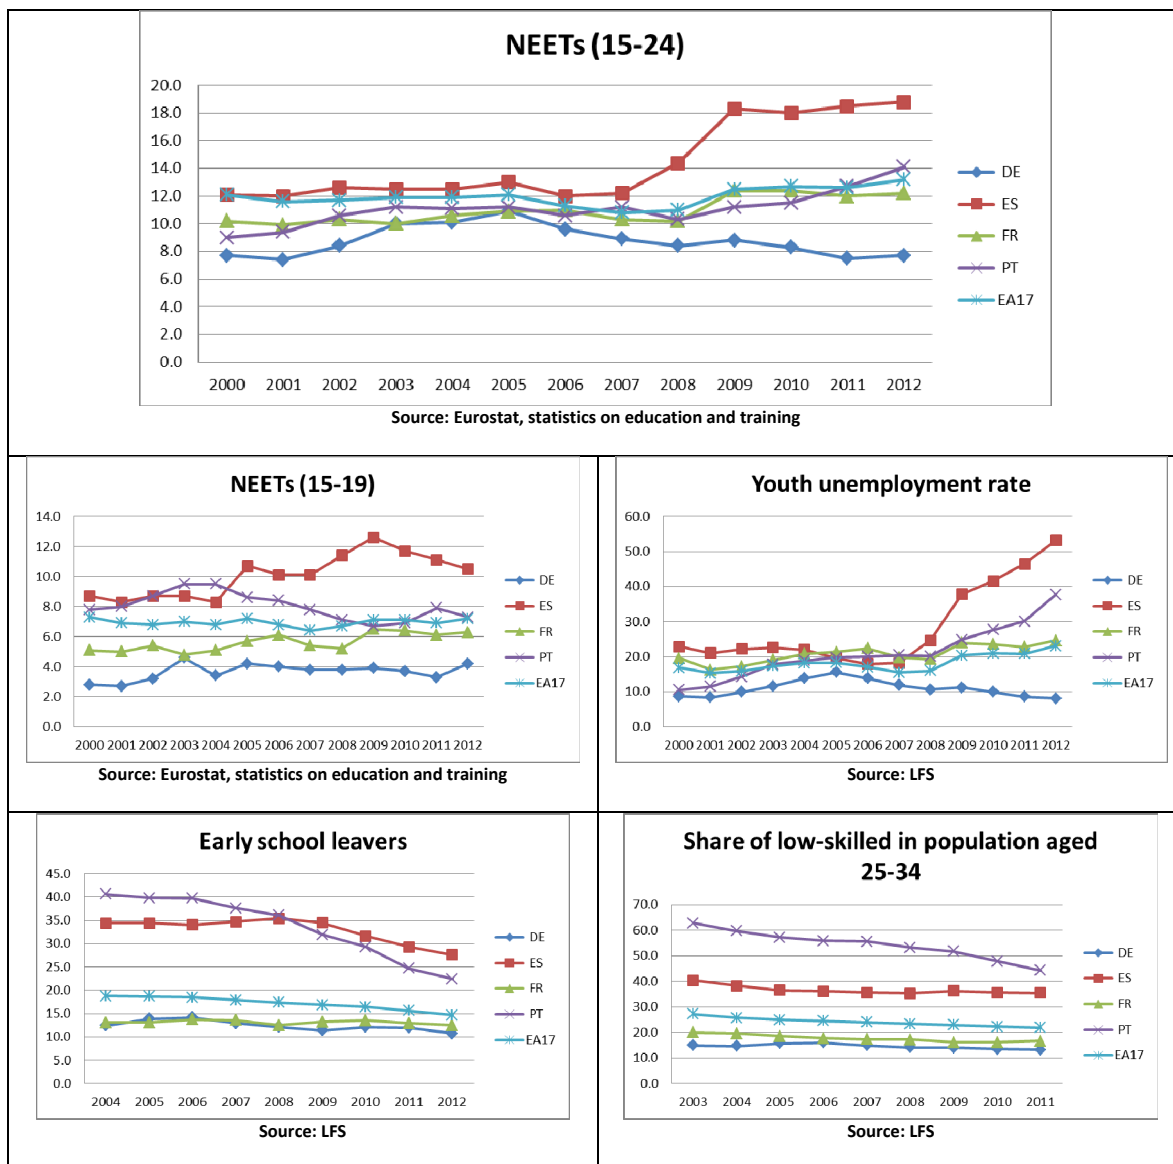 NEETs (15-24)
20.0
18.0
16.0
14.0
12.0
10.0
8.0
6.0
4.0
2.0
0.0
2000 2001 2002 2003 2004 2005 2006 2007 2008 2009 2010 2011 2012
DE
ES
FR
PT
EA17
Source: Eurostat, statistics on education and training
NEETs (15-19)
14.0
12.0
10.0
8.0
6.0
4.0
2.0
0.0
2000 2001 2002 2003 2004 2005 2006 2007 2008 2009 2010 2011 2012
DE
ES
FR
PT
EA17
Source: Eurostat, statistics on education and training
Youth unemployment rate
60.0
50.0
40.0
30.0
20.0
10.0
0.0
2000 2001 2002 2003 2004 2005 2006 2007 2008 2009 2010 2011 2012
DE
ES
FR
PT
EA17
Source: LFS
Early school leavers
45.0
40.0
35.0
30.0
25.0
20.0
15.0
10.0
5.0
0.0
2004 2005 2006 2007 2008 2009 2010 2011 2012
DE
ES
FR
PT
EA17
Source: LFS
Share of low-skilled in population aged
25-34
70.0
60.0
50.0
40.0
30.0
20.0
10.0
0.0
2003 2004 2005 2006 2007 2008 2009 2010 2011
DE
ES
FR
PT
EA17
Source: LFS